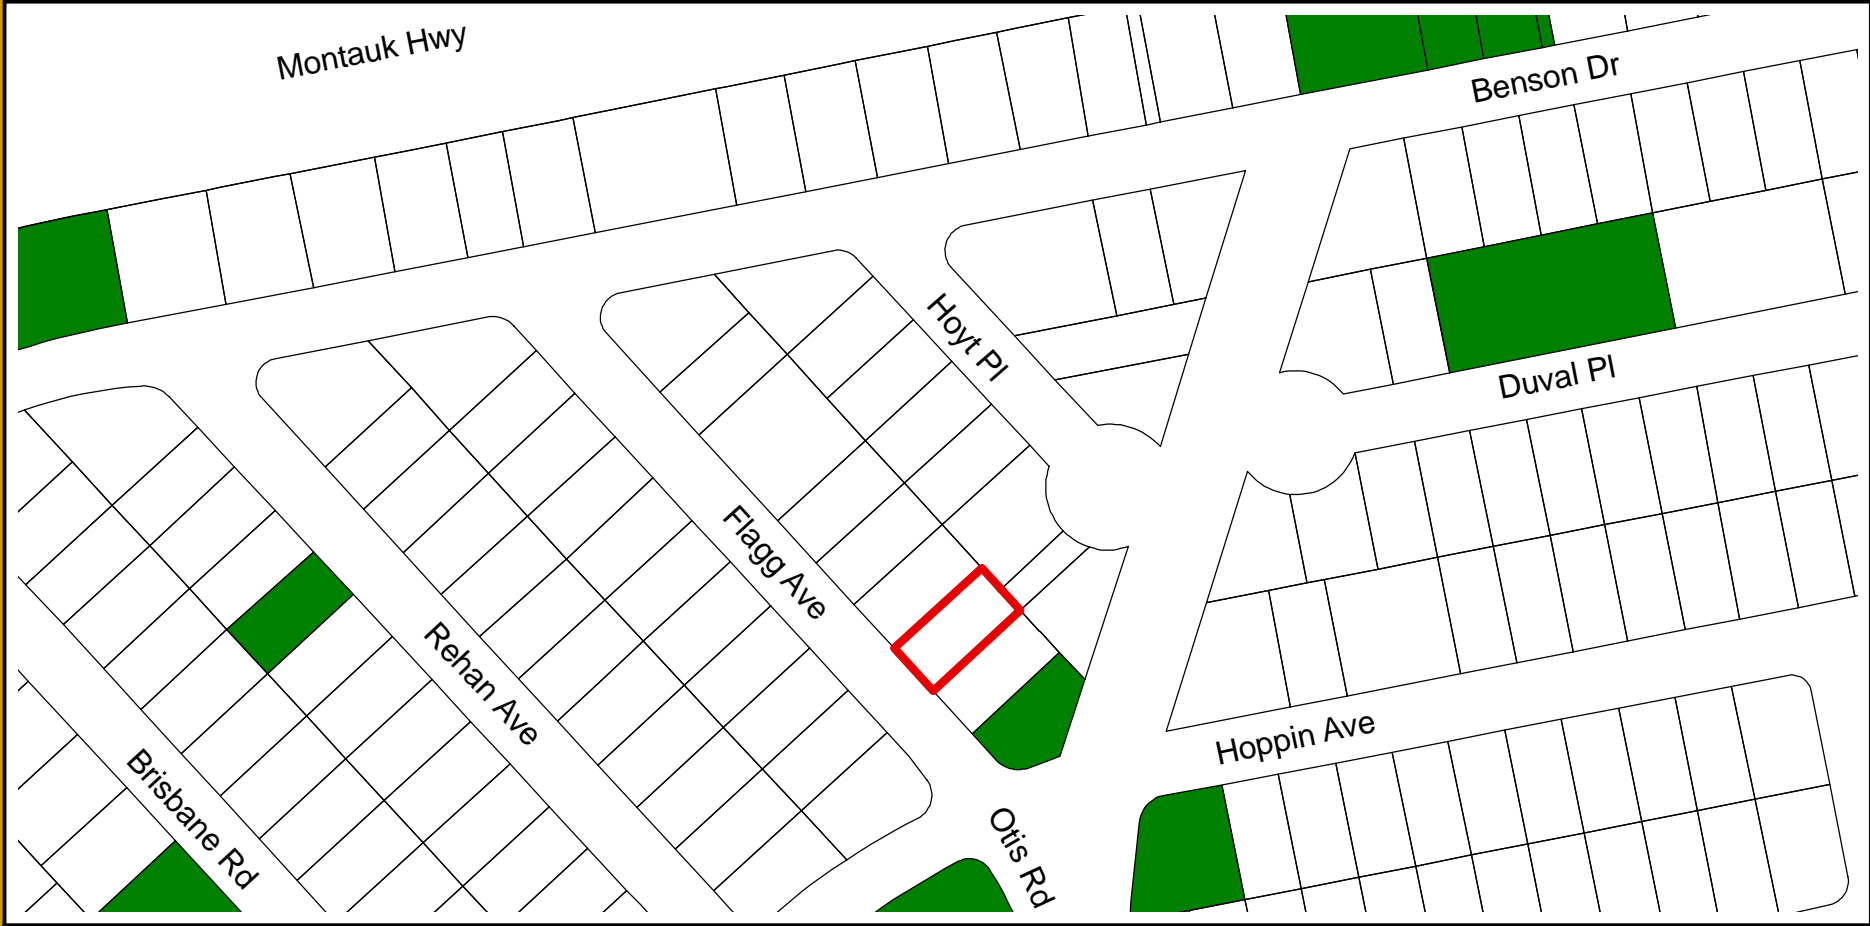 Montauk Hwy
Benson Dr
Hoyt Pl
Duval Pl
Flagg Ave
Rehan Ave
Hoppin Ave
Brisbane Rd
Otis Rd